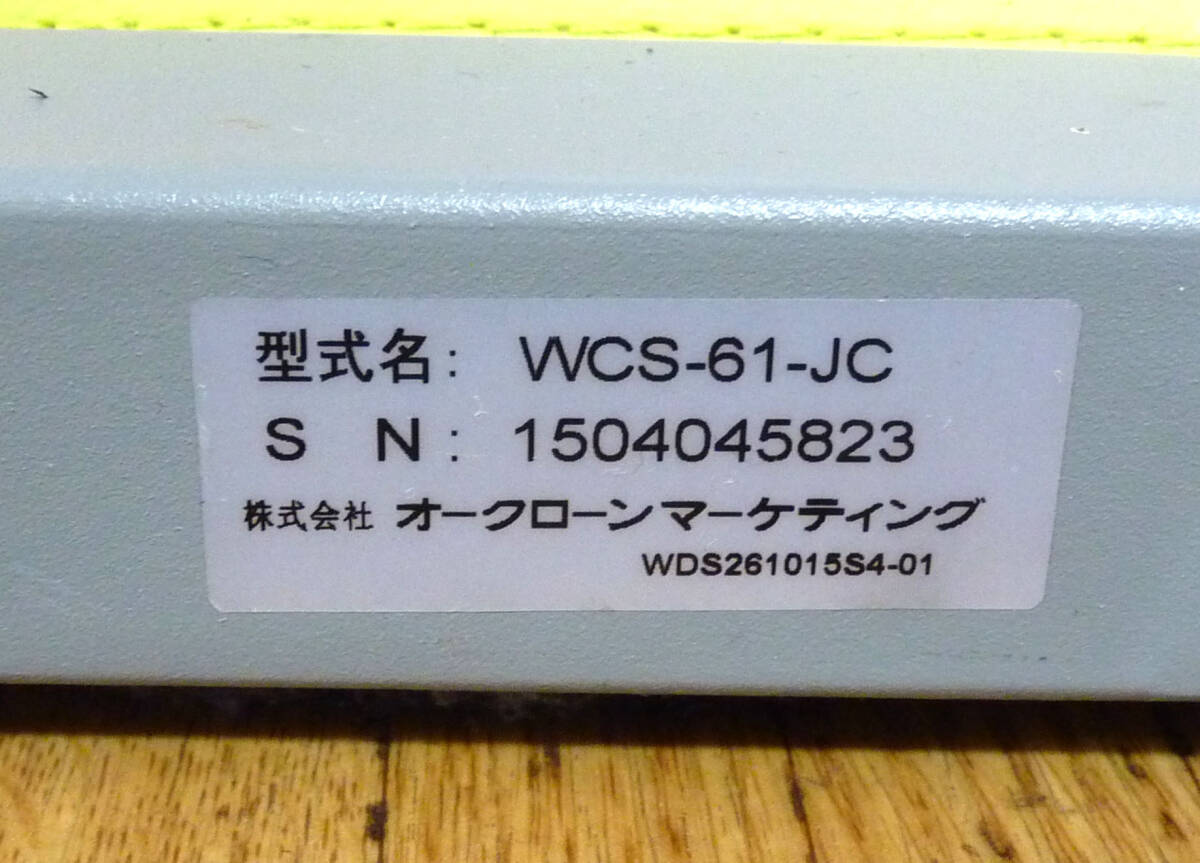 型式名: WCS-61-JC
S N: 1504045823
株式会社 オークローンマーケティング
WDS261015S4-01